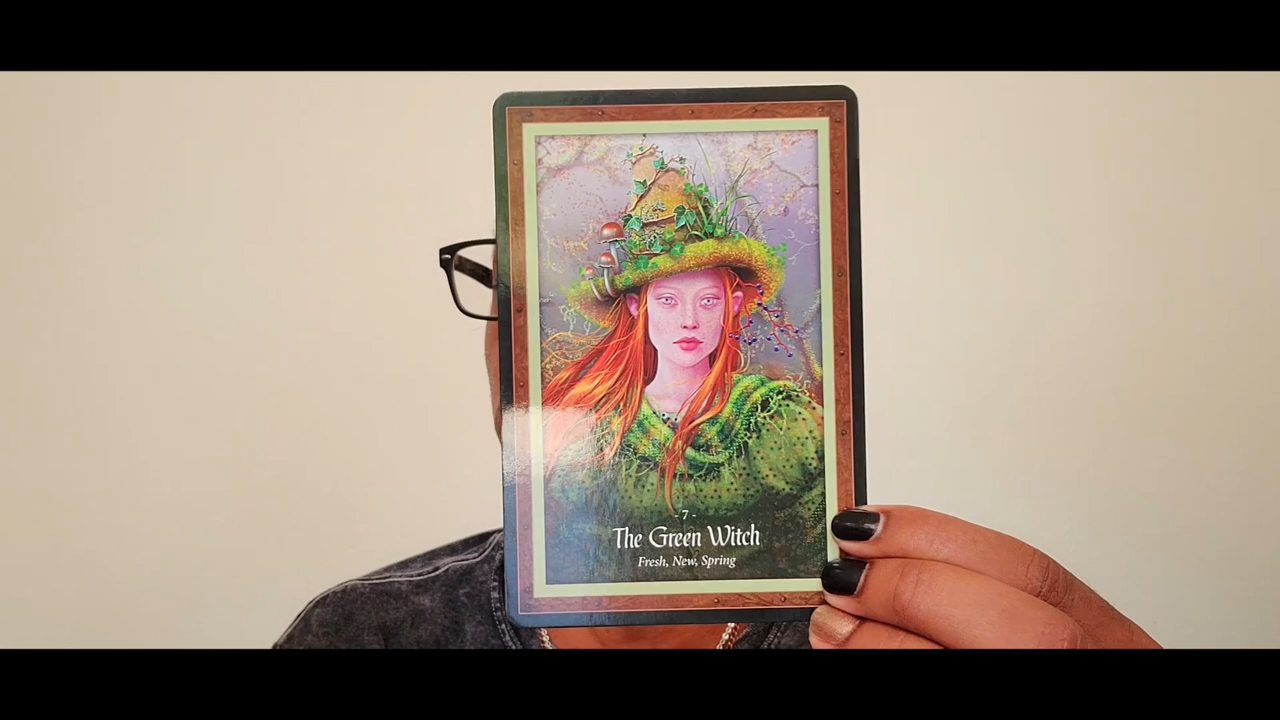 - 7 -
The Green Witch
Fresh, New, Spring